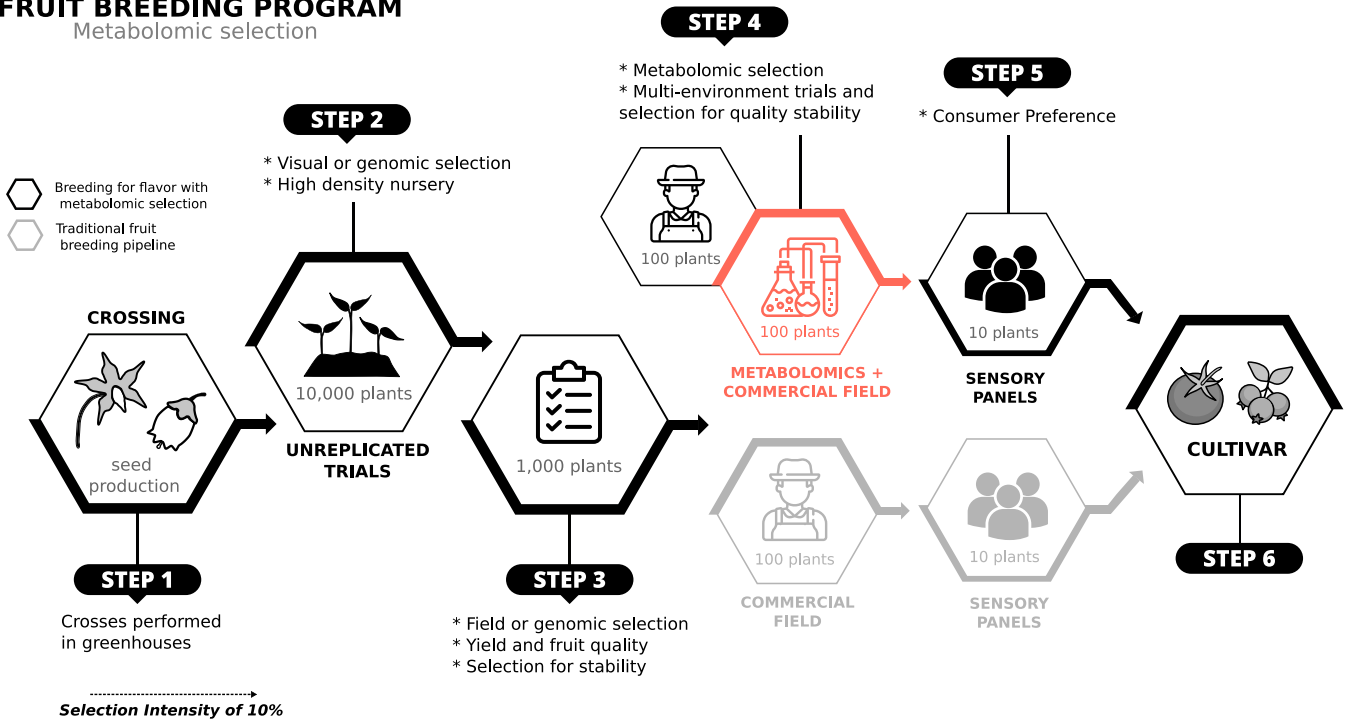 FRUIT BREEDING PROGRAM
Metabolomic selection
Breeding for flavor with
metabolomic selection
Traditional fruit
breeding pipeline
CROSSING
seed
production
STEP 1
Crosses performed
in greenhouses
Selection Intensity of 10%
STEP 2
* Visual or genomic selection
* High density nursery
10,000 plants
UNREPLICATED
TRIALS
1,000 plants
STEP 3
* Field or genomic selection
* Yield and fruit quality
* Selection for stability
STEP 4
* Metabolomic selection
* Multi-environment trials and
selection for quality stability
100 plants
100 plants
METABOLOMICS +
COMMERCIAL FIELD
100 plants
COMMERCIAL
FIELD
STEP 5
* Consumer Preference
10 plants
SENSORY
PANELS
10 plants
SENSORY
PANELS
CULTIVAR
STEP 6